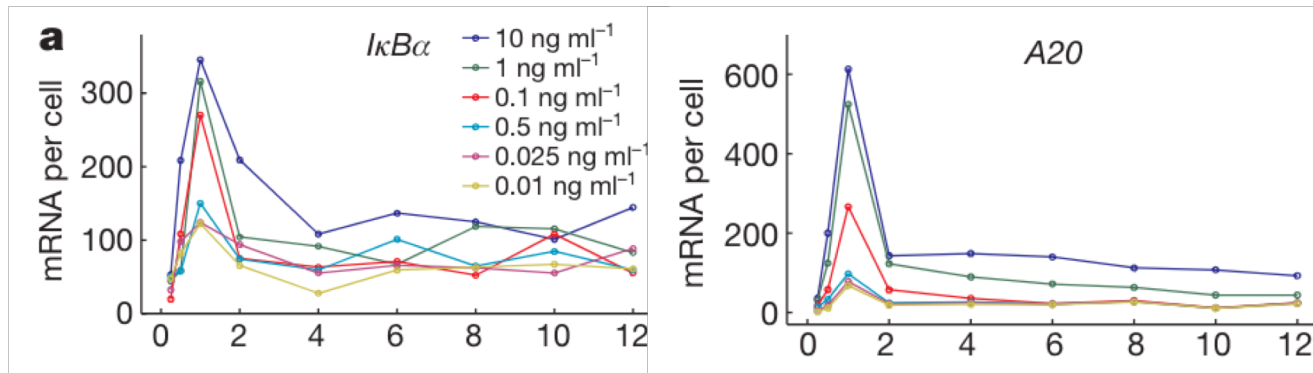 a
IκBα
10 ng ml⁻¹
1 ng ml⁻¹
0.1 ng ml⁻¹
0.5 ng ml⁻¹
0.025 ng ml⁻¹
0.01 ng ml⁻¹
mRNA per cell
300
200
100
0
0 2 4 6 8 10 12
A20
mRNA per cell
600
400
200
0
0 2 4 6 8 10 12